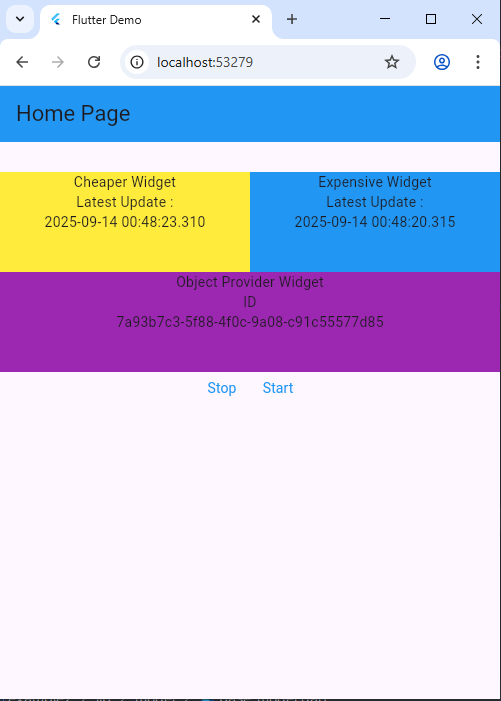 Flutter Demo
localhost:53279
Home Page
Cheaper Widget
Latest Update :
2025-09-14 00:48:23.310
Expensive Widget
Latest Update :
2025-09-14 00:48:20.315
Object Provider Widget
ID
7a93b7c3-5f88-4f0c-9a08-c91c55577d85
Stop Start